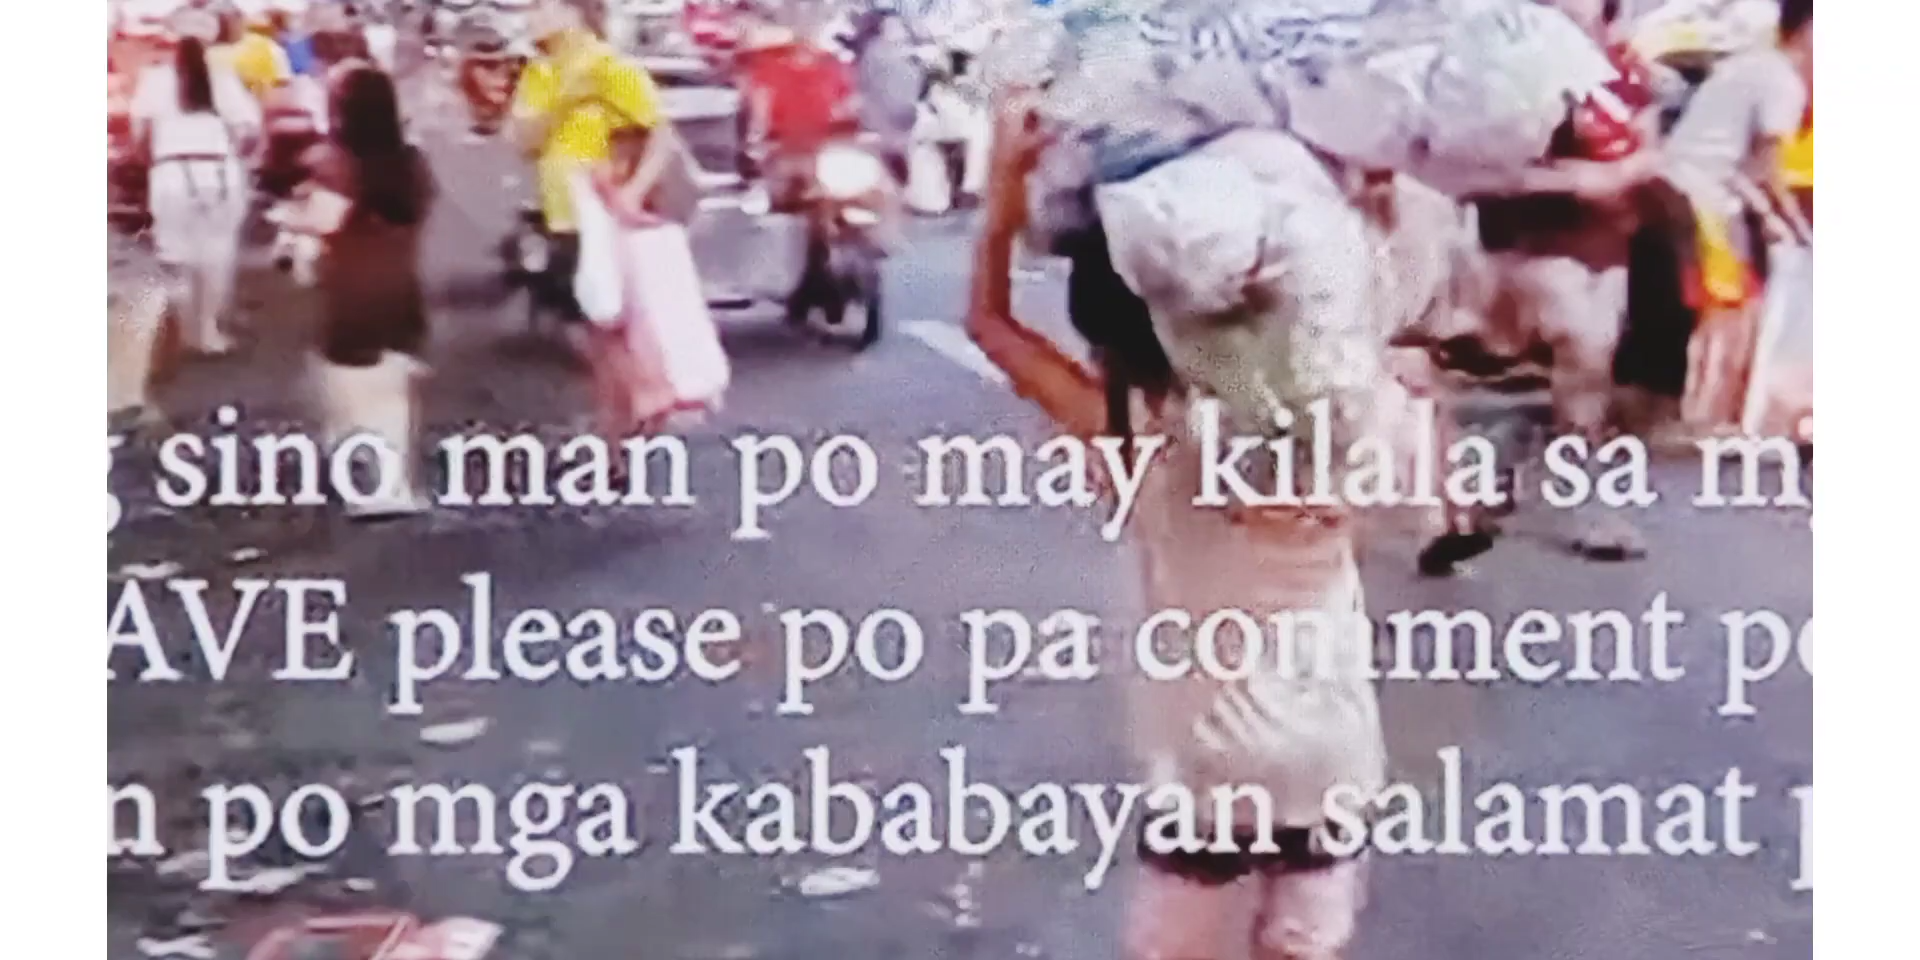 sino man po may kilala sa
AVE please po pa comment
po mga kababayan salamat